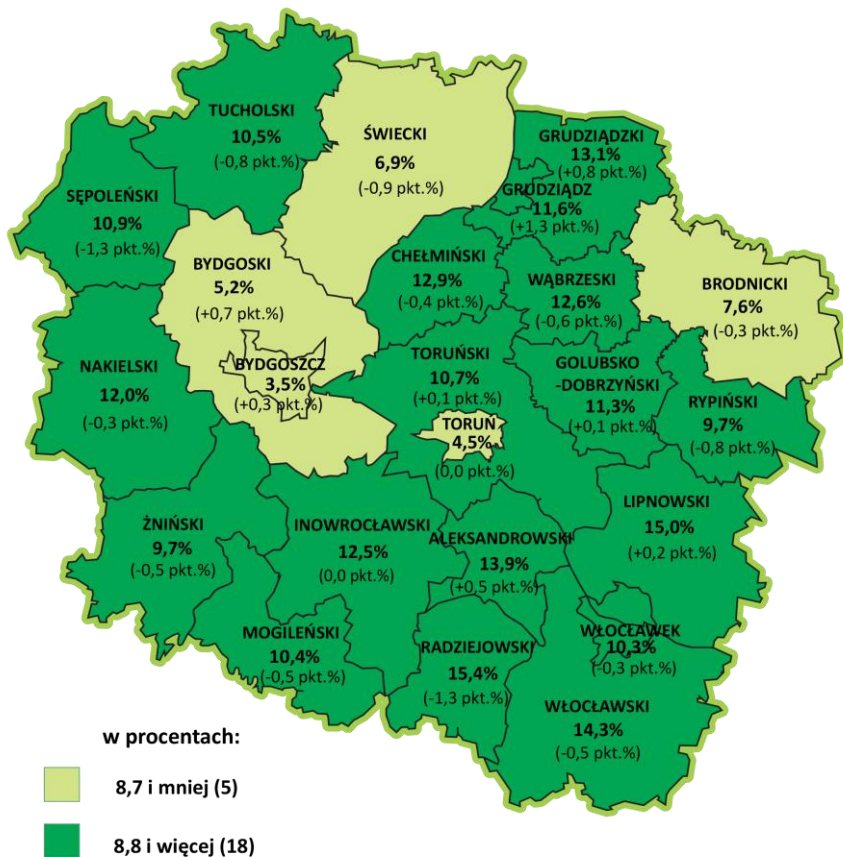 TUCHOLSKI
10,5%
(-0,8 pkt.%)
ŚWIECKI
6,9%
(-0,9 pkt.%)
GRUDZIĄDZKI
13,1%
(+0,8 pkt.%)
GRUDZIĄDZ
11,6%
(+1,3 pkt.%)
SĘPOLEŃSKI
10,9%
(-1,3 pkt.%)
BYDGOSKI
5,2%
(+0,7 pkt.%)
CHEŁMIŃSKI
12,9%
(-0,4 pkt.%)
WĄBRZESKI
12,6%
(-0,6 pkt.%)
BRODNICKI
7,6%
(-0,3 pkt.%)
NAKIELSKI
12,0%
(-0,3 pkt.%)
BYDGOSZCZ
3,5%
(+0,3 pkt.%)
TORUŃSKI
10,7%
(+0,1 pkt.%)
GOLUBSKO
-DOBRZYŃSKI
11,3%
(+0,1 pkt.%)
RYPIŃSKI
9,7%
(-0,8 pkt.%)
TORUŃ
4,5%
(0,0 pkt.%)
ŻNIŃSKI
9,7%
(-0,5 pkt.%)
INOWROCŁAWSKI
12,5%
(0,0 pkt.%)
ALEKSANDROWSKI
13,9%
(+0,5 pkt.%)
LIPNOWSKI
15,0%
(+0,2 pkt.%)
MOGILEŃSKI
10,4%
(-0,5 pkt.%)
RADZIEJOWSKI
15,4%
(-1,3 pkt.%)
WŁOCŁAWEK
10,3%
(-0,3 pkt.%)
WŁOCŁAWSKI
14,3%
(-0,5 pkt.%)
w procentach:
8,7 i mniej (5)
8,8 i więcej (18)